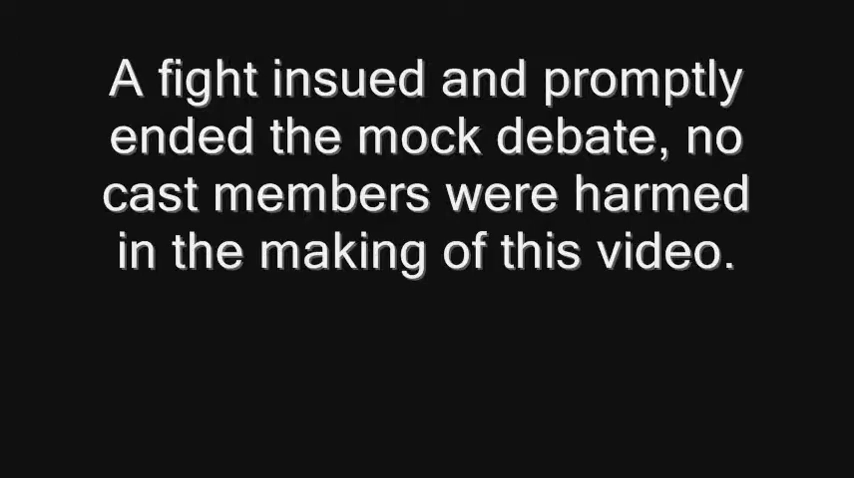 A fight insued and promptly
ended the mock debate, no
cast members were harmed
in the making of this video.